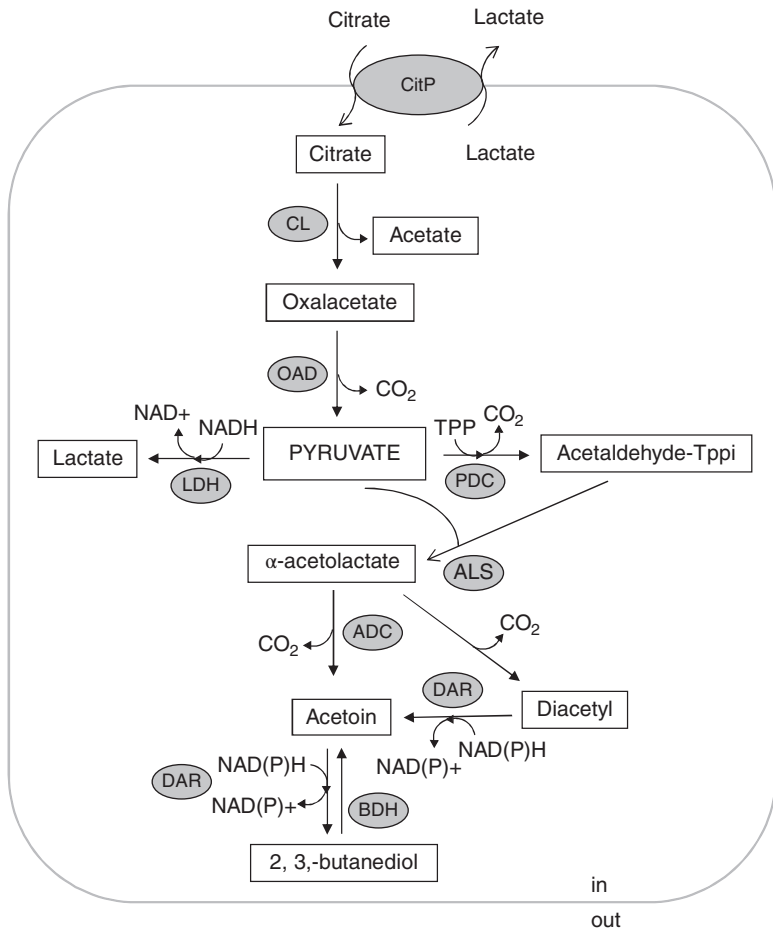 Citrate
Lactate
CitP
Citrate
Lactate
CL
Acetate
Oxalacetate
OAD
CO₂
NAD+
NADH
TPP
CO₂
Lactate
PYRUVATE
Acetaldehyde-Tppi
LDH
PDC
α-acetolactate
ALS
CO₂
ADC
CO₂
DAR
Acetoin
Diacetyl
NAD(P)H
NAD(P)+
DAR
NAD(P)H
NAD(P)+
BDH
2, 3,-butanediol
in
out